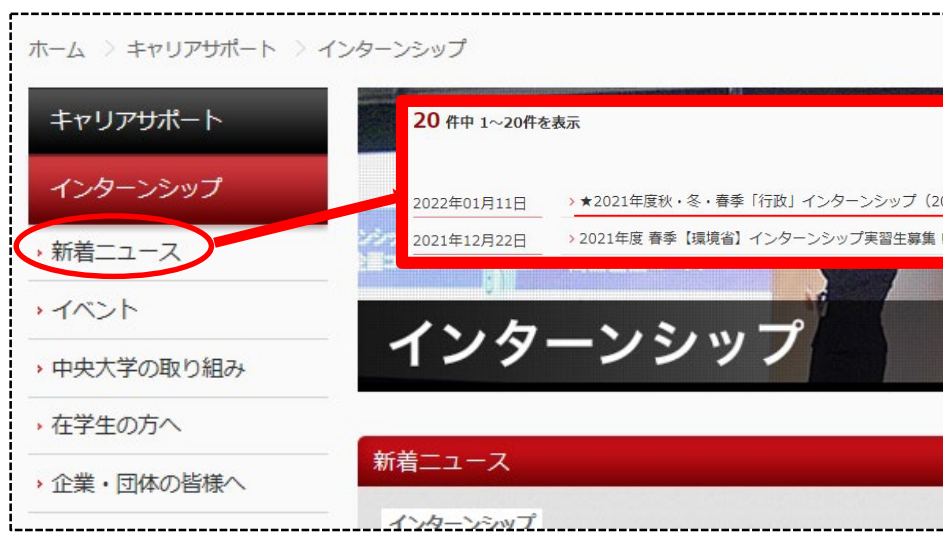 ホーム > キャリアサポート > インターンシップ
キャリアサポート
インターンシップ
新着ニュース
イベント
中央大学の取り組み
在学生の方へ
企業・団体の皆様へ
20 件中 1～20件を表示
2022年01月11日 > ★2021年度秋・冬・春季「行政」インターンシップ（20
2021年12月22日 > 2021年度 春季【環境省】インターンシップ実習生募集！
インターンシップ
新着ニュース
インターンシップ